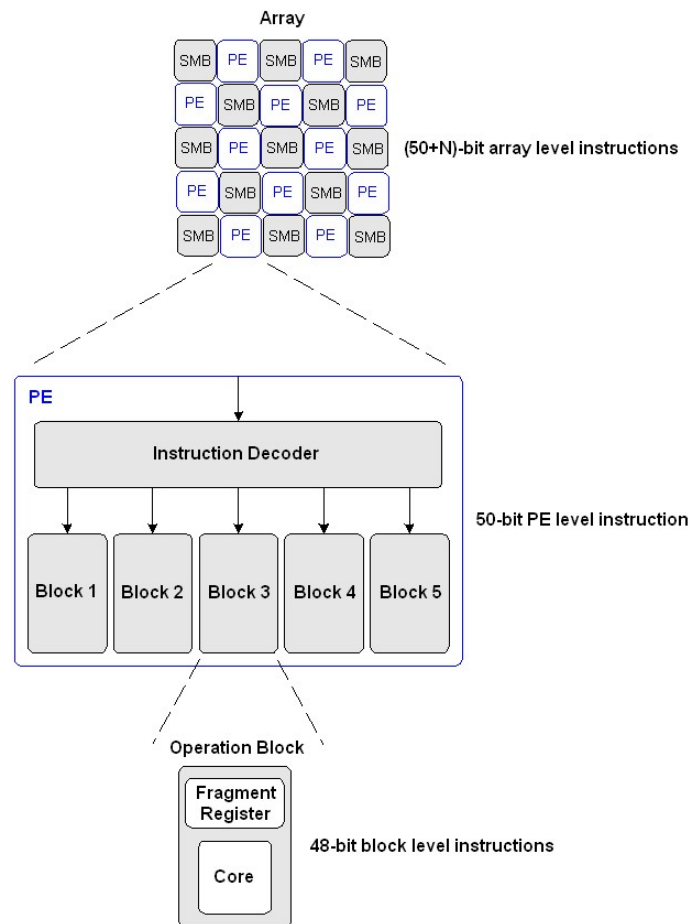 Array
SMB PE SMB PE SMB
PE SMB PE SMB PE
SMB PE SMB PE SMB
(50+N)-bit array level instructions
PE SMB PE SMB PE
SMB PE SMB PE SMB
PE
Instruction Decoder
50-bit PE level instruction
Block 1 Block 2 Block 3 Block 4 Block 5
Operation Block
Fragment
Register
48-bit block level instructions
Core